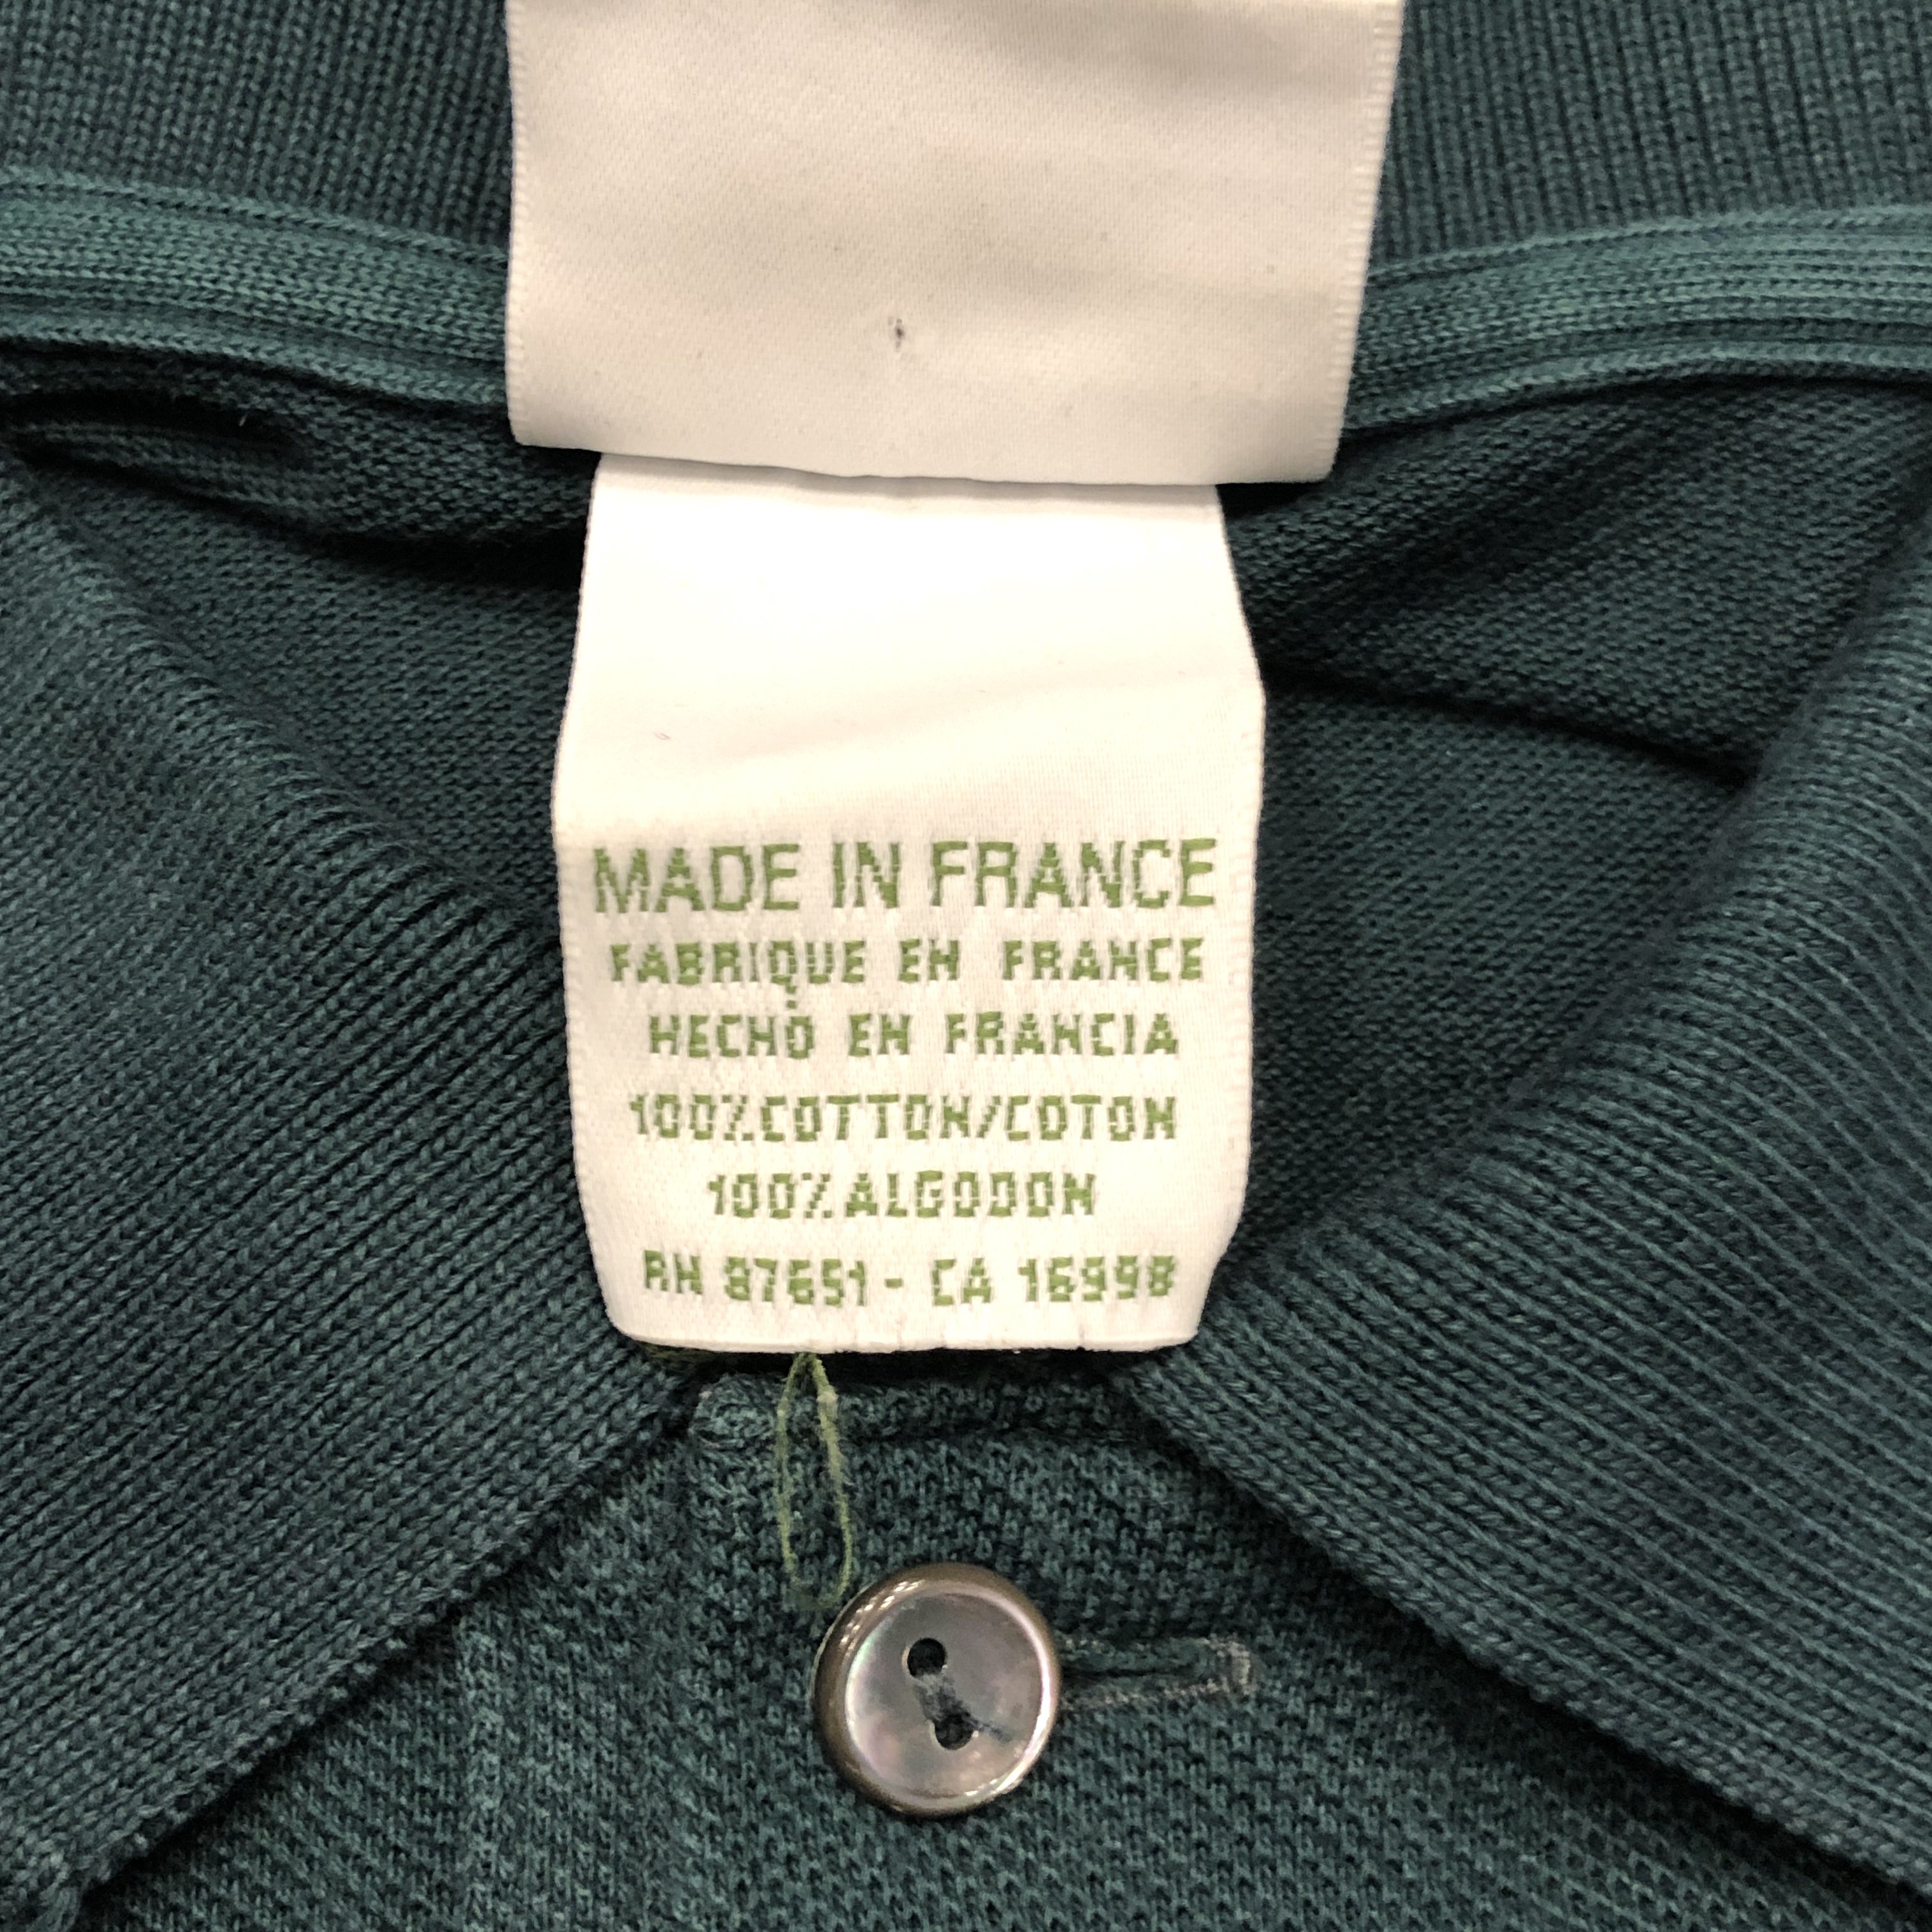 MADE IN FRANCE
FABRIQUE EN FRANCE
HECHO EN FRANCIA
100%COTTON/COTON
100%ALGODON
RN 87651 - CA 16998